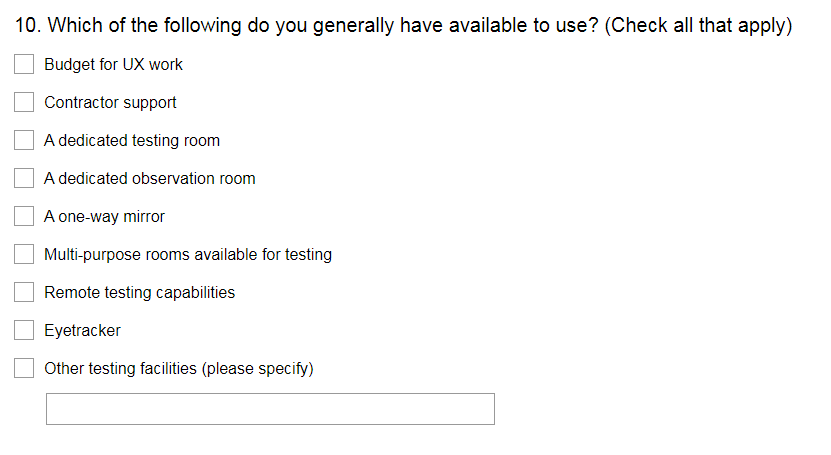 10. Which of the following do you generally have available to use? (Check all that apply)
Budget for UX work
Contractor support
A dedicated testing room
A dedicated observation room
A one-way mirror
Multi-purpose rooms available for testing
Remote testing capabilities
Eyetracker
Other testing facilities (please specify)